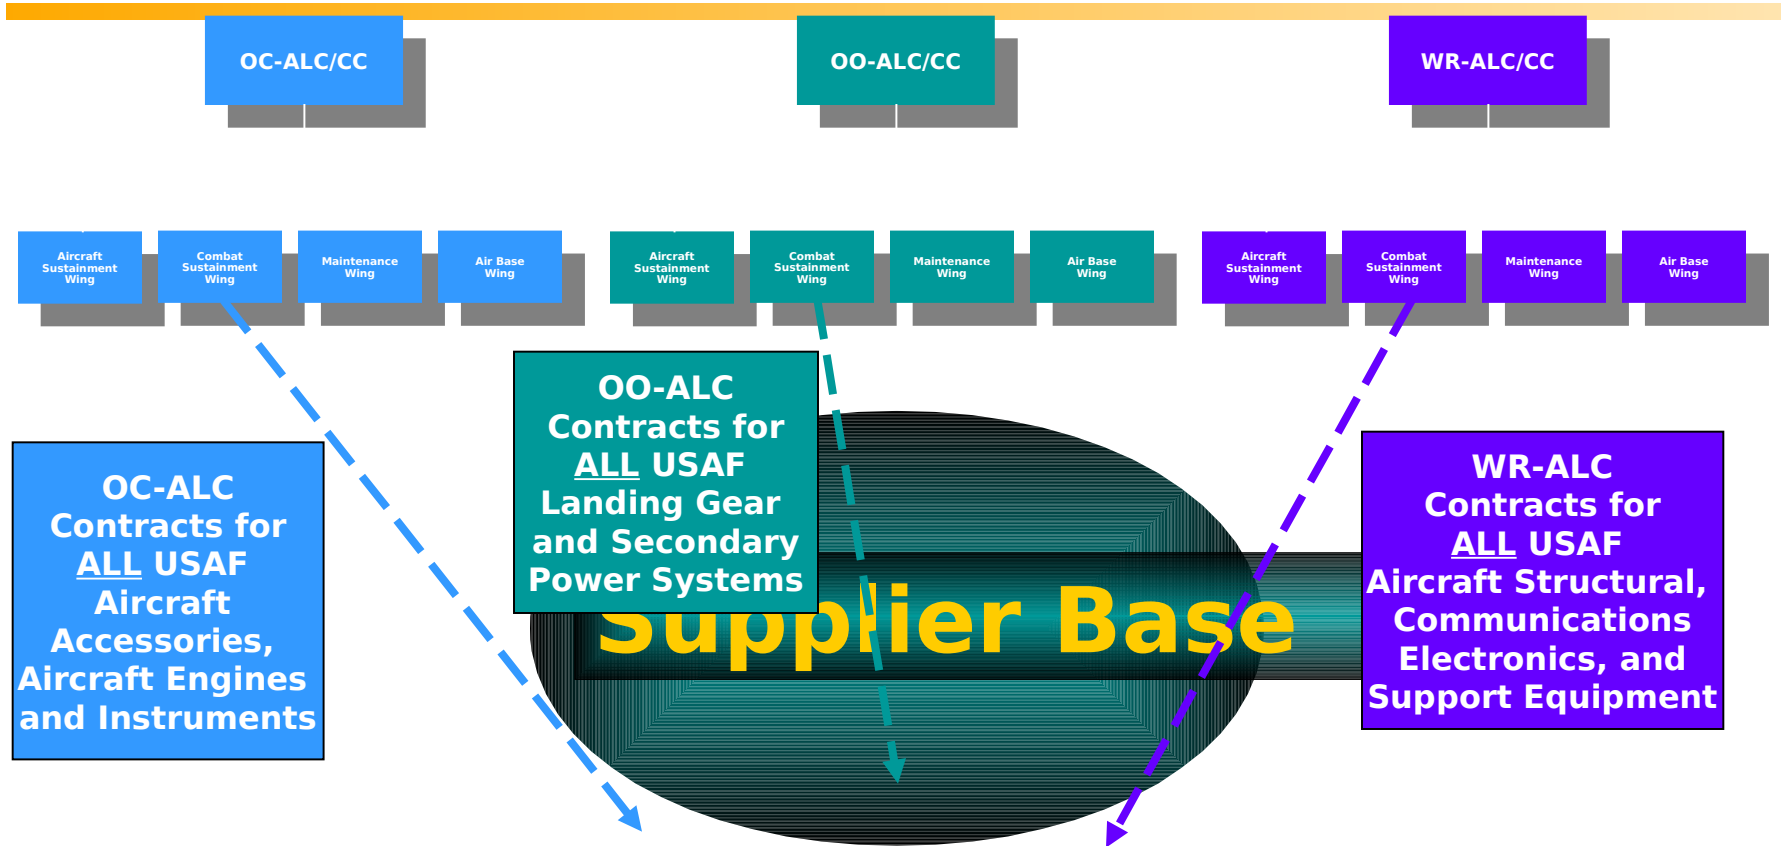 OC-ALC/CC
OO-ALC/CC
WR-ALC/CC
Aircraft
Sustainment
Wing
Combat
Sustainment
Wing
Maintenance
Wing
Air Base
Wing
Aircraft
Sustainment
Wing
Combat
Sustainment
Wing
Maintenance
Wing
Air Base
Wing
Aircraft
Sustainment
Wing
Combat
Sustainment
Wing
Maintenance
Wing
Air Base
Wing
OC-ALC
Contracts for
ALL USAF
Aircraft
Accessories,
Aircraft Engines
and Instruments
OO-ALC
Contracts for
ALL USAF
Landing Gear
and Secondary
Power Systems
Supplier Base
WR-ALC
Contracts for
ALL USAF
Aircraft Structural,
Communications
Electronics, and
Support Equipment